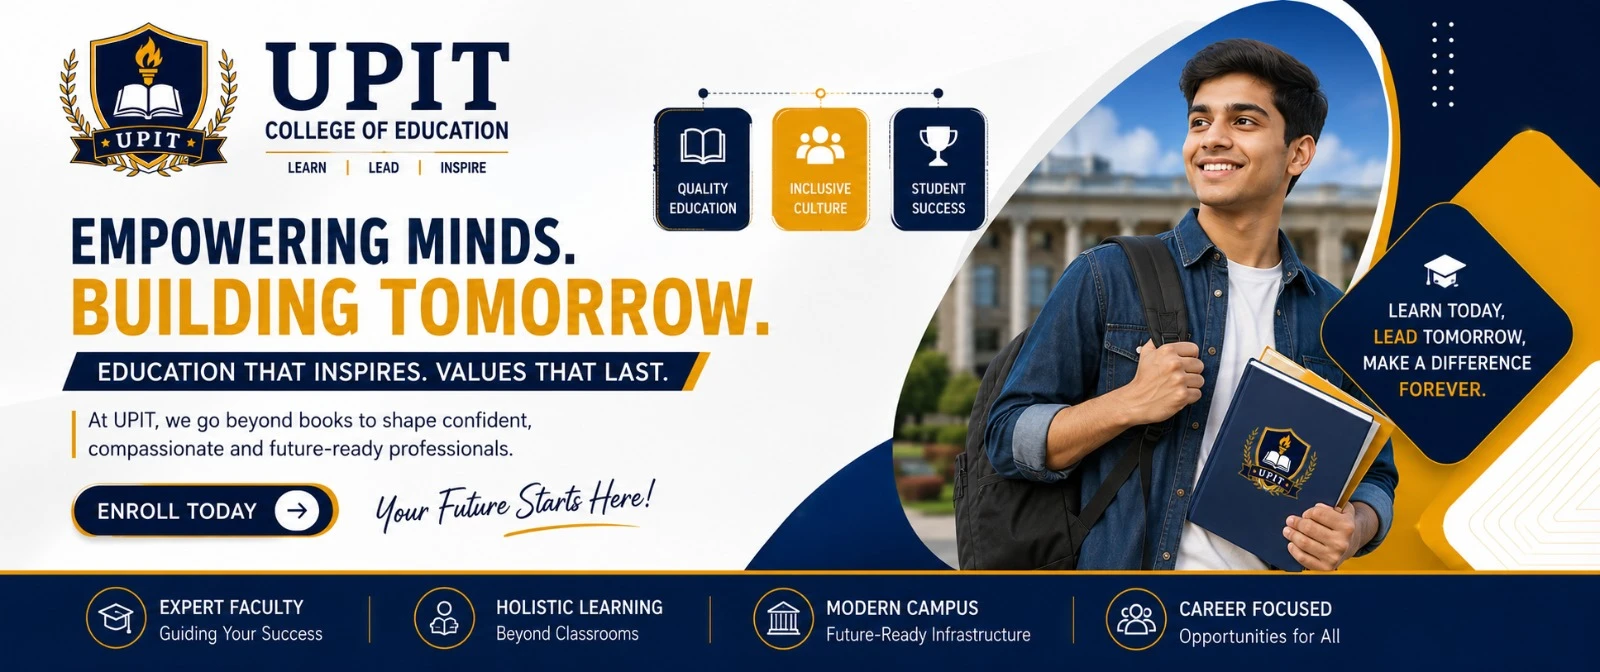 UPIT
UPIT
COLLEGE OF EDUCATION
LEARN | LEAD | INSPIRE
QUALITY
EDUCATION
INCLUSIVE
CULTURE
STUDENT
SUCCESS
EMPOWERING MINDS.
BUILDING TOMORROW.
EDUCATION THAT INSPIRES. VALUES THAT LAST.
At UPIT, we go beyond books to shape confident,
compassionate and future-ready professionals.
ENROLL TODAY
Your Future Starts Here!
LEARN TODAY,
LEAD TOMORROW,
MAKE A DIFFERENCE
FOREVER.
UPIT
EXPERT FACULTY
Guiding Your Success
HOLISTIC LEARNING
Beyond Classrooms
MODERN CAMPUS
Future-Ready Infrastructure
CAREER FOCUSED
Opportunities for All